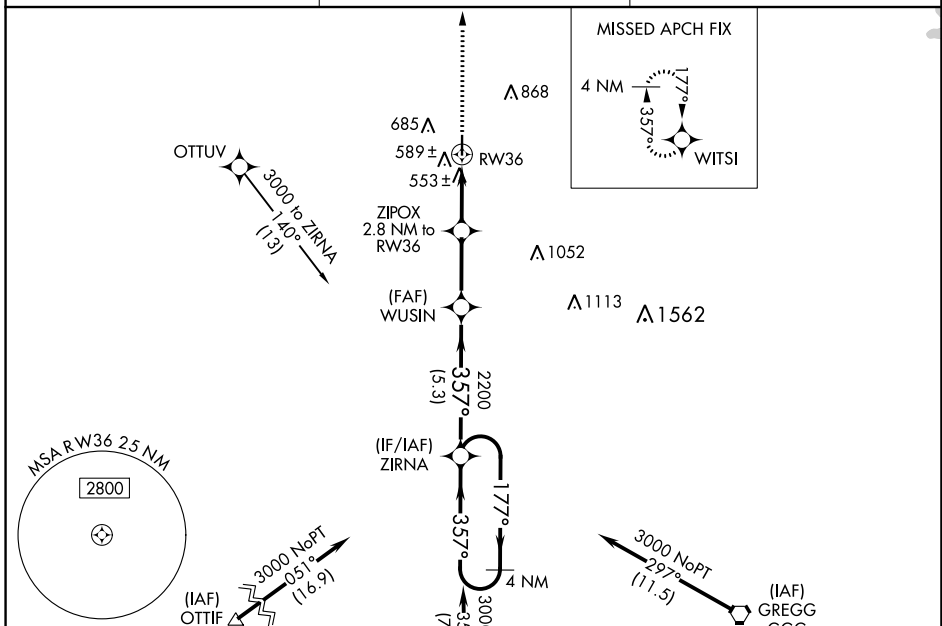 MISSED APCH FIX
4 NM
177°
357°
WITSI
868
685
589±
553±
RW36
OTTUV
3000 to ZIRNA
140°
(13)
ZIPOX
2.8 NM to
RW36
1052
(FAF)
WUSIN
1113
1562
2200
357°
(5.3)
(IF/IAF)
ZIRNA
177°
357°
4 NM
MSA RW36 25 NM
2800
3000 NoPT
051°
(16.9)
(IAF)
OTTIF
3000 NoPT
297°
(11.5)
(IAF)
GREGG